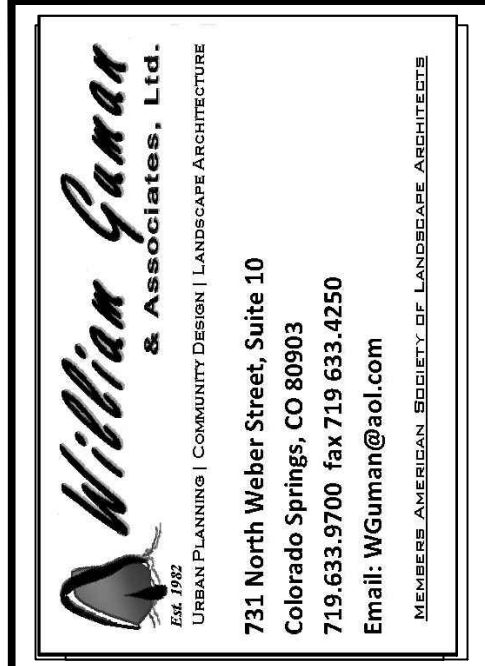 William Guman
& Associates, Ltd.
Est. 1982
URBAN PLANNING | COMMUNITY DESIGN | LANDSCAPE ARCHITECTURE
731 North Weber Street, Suite 10
Colorado Springs, CO 80903
719.633.9700 fax 719 633.4250
Email: WGuman@aol.com
MEMBERS AMERICAN SOCIETY OF LANDSCAPE ARCHITECTS